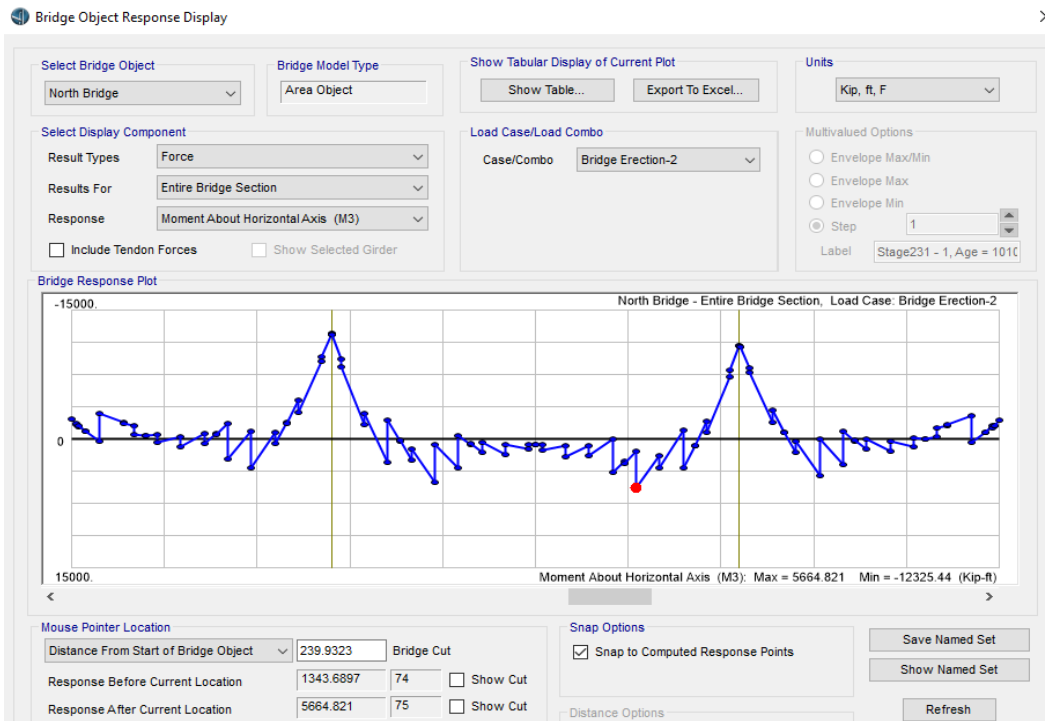 Bridge Object Response Display
Select Bridge Object
North Bridge
Bridge Model Type
Area Object
Show Tabular Display of Current Plot
Show Table...
Export To Excel...
Units
Kip, ft, F
Select Display Component
Result Types
Force
Results For
Entire Bridge Section
Response
Moment About Horizontal Axis (M3)
Include Tendon Forces
Show Selected Girder
Load Case/Load Combo
Case/Combo
Bridge Erection-2
Multivalued Options
Envelope Max/Min
Envelope Max
Envelope Min
Step
1
Label
Stage231 - 1, Age = 1010
Bridge Response Plot
-15000.
North Bridge - Entire Bridge Section, Load Case: Bridge Erection-2
0
15000.
Moment About Horizontal Axis (M3): Max = 5664.821 Min = -12325.44 (Kip-ft)
Mouse Pointer Location
Distance From Start of Bridge Object
239.9323
Bridge Cut
Response Before Current Location
1343.6897
74
Show Cut
Response After Current Location
5664.821
75
Show Cut
Snap Options
Snap to Computed Response Points
Distance Options
Save Named Set
Show Named Set
Refresh